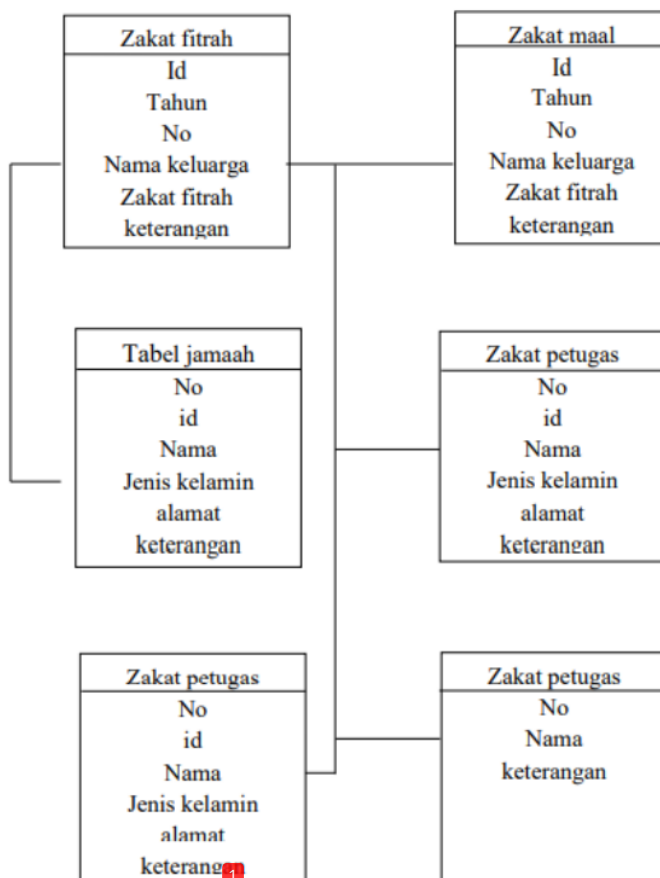 Zakat fitrah
Id
Tahun
No
Nama keluarga
Zakat fitrah
keterangan
Zakat maal
Id
Tahun
No
Nama keluarga
Zakat fitrah
keterangan
Tabel jamaah
No
id
Nama
Jenis kelamin
alamat
keterangan
Zakat petugas
No
id
Nama
Jenis kelamin
alamat
keterangan
Zakat petugas
No
id
Nama
Jenis kelamin
alamat
keterangan
1
Zakat petugas
No
Nama
keterangan